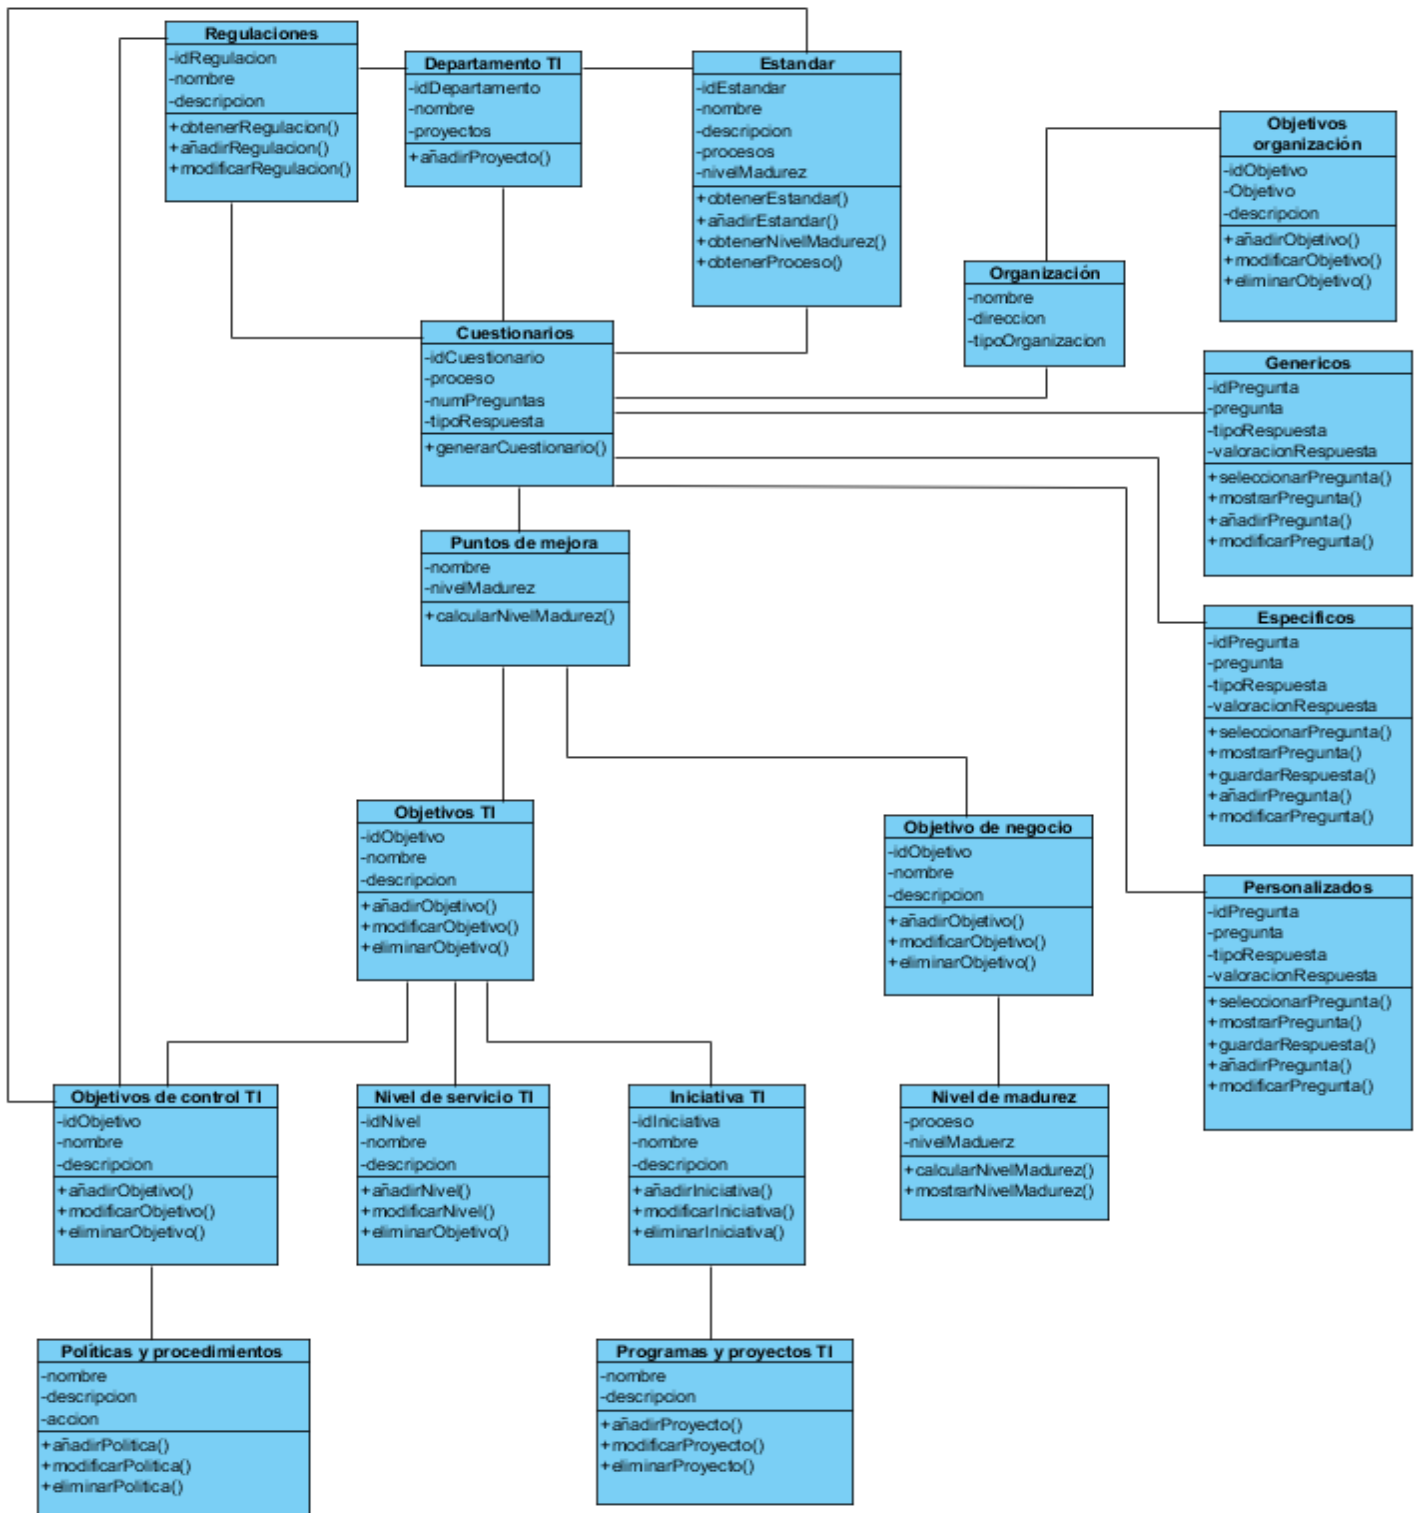 Regulaciones
-idRegulacion
-nombre
-descripcion
+obtenerRegulacion()
+añadirRegulacion()
+modificarRegulacion()
Departamento TI
-idDepartamento
-nombre
-proyectos
+añadirProyecto()
Estandar
-idEstandar
-nombre
-descripcion
-procesos
-nivelMadurez
+obtenerEstandar()
+añadirEstandar()
+obtenerNivelMadurez()
+obtenerProceso()
Objetivos
organización
-idObjetivo
-Objetivo
-descripcion
+añadirObjetivo()
+modificarObjetivo()
+eliminarObjetivo()
Organización
-nombre
-direccion
-tipoOrganizacion
Cuestionarios
-idCuestionario
-proceso
-numPreguntas
-tipoRespuesta
+generarCuestionario()
Genericos
-idPregunta
-pregunta
-tipoRespuesta
-valoracionRespuesta
+seleccionarPregunta()
+mostrarPregunta()
+añadirPregunta()
+modificarPregunta()
Puntos de mejora
-nombre
-nivelMadurez
+calcularNivelMadurez()
Especificos
-idPregunta
-pregunta
-tipoRespuesta
-valoracionRespuesta
+seleccionarPregunta()
+mostrarPregunta()
+guardarRespuesta()
+añadirPregunta()
+modificarPregunta()
Objetivos TI
-idObjetivo
-nombre
-descripcion
+añadirObjetivo()
+modificarObjetivo()
+eliminarObjetivo()
Objetivo de negocio
-idObjetivo
-nombre
-descripcion
+añadirObjetivo()
+modificarObjetivo()
+eliminarObjetivo()
Personalizados
-idPregunta
-pregunta
-tipoRespuesta
-valoracionRespuesta
+seleccionarPregunta()
+mostrarPregunta()
+guardarRespuesta()
+añadirPregunta()
+modificarPregunta()
Objetivos de control TI
-idObjetivo
-nombre
-descripcion
+añadirObjetivo()
+modificarObjetivo()
+eliminarObjetivo()
Nivel de servicio TI
-idNivel
-nombre
-descripcion
+añadirNivel()
+modificarNivel()
+eliminarObjetivo()
Iniciativa TI
-idIniciativa
-nombre
-descripcion
+añadirIniciativa()
+modificarIniciativa()
+eliminarIniciativa()
Nivel de madurez
-proceso
-nivelMaduerz
+calcularNivelMadurez()
+mostrarNivelMadurez()
Políticas y procedimientos
-nombre
-descripcion
-accion
+añadirPolitica()
+modificarPolitica()
+eliminarPolitica()
Programas y proyectos TI
-nombre
-descripcion
+añadirProyecto()
+modificarProyecto()
+eliminarProyecto()